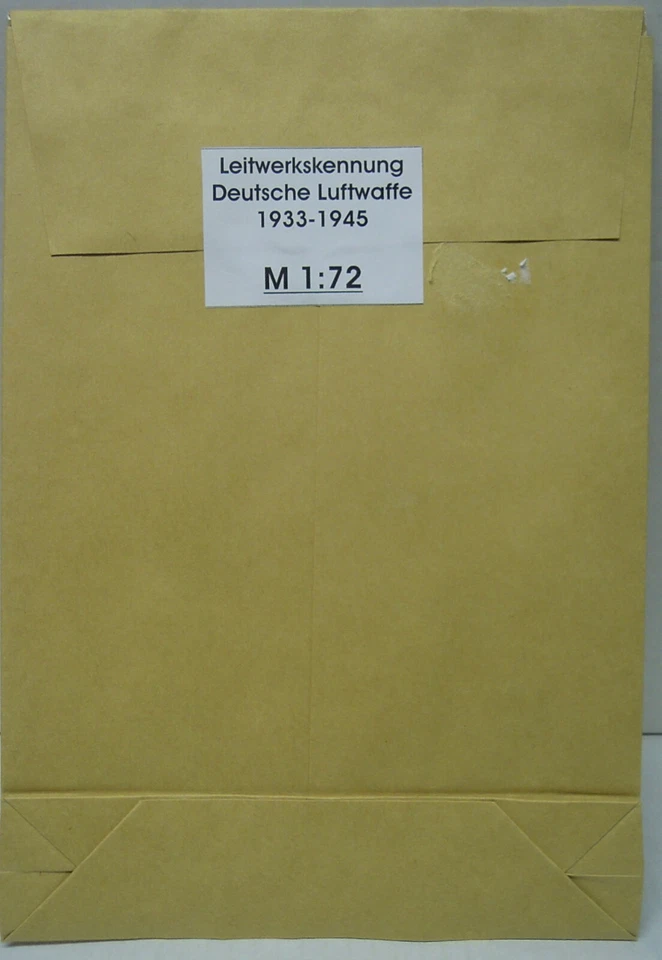 Leitwerkskennung
Deutsche Luftwaffe
1933-1945
M 1:72